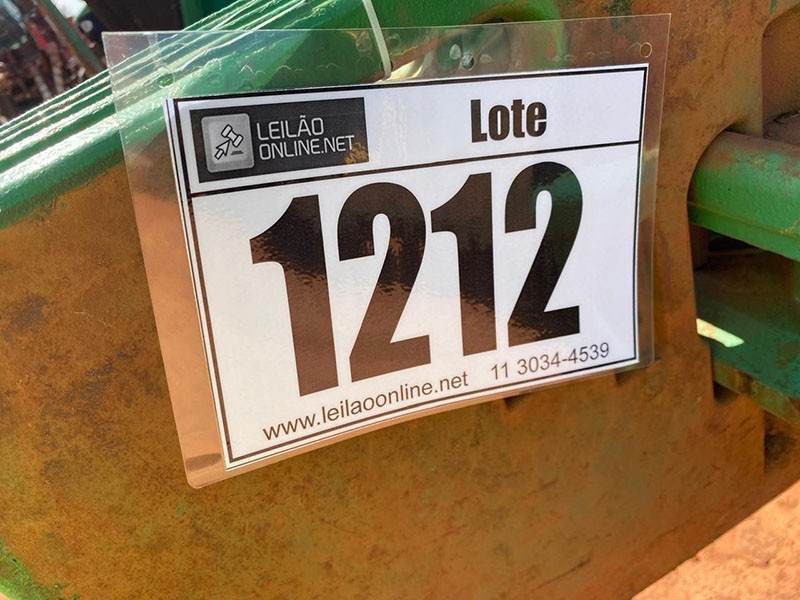 LEILÃO
ONLINE.NET
Lote
1212
www.leilaoonline.net 11 3034-4539